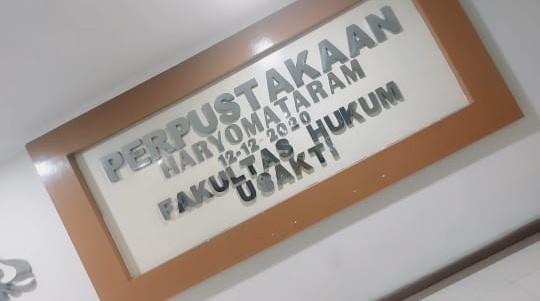 PERPUSTAKAAN
HARYOMATARAM
12-12-2020
FAKULTAS HUKUM
USAKTI